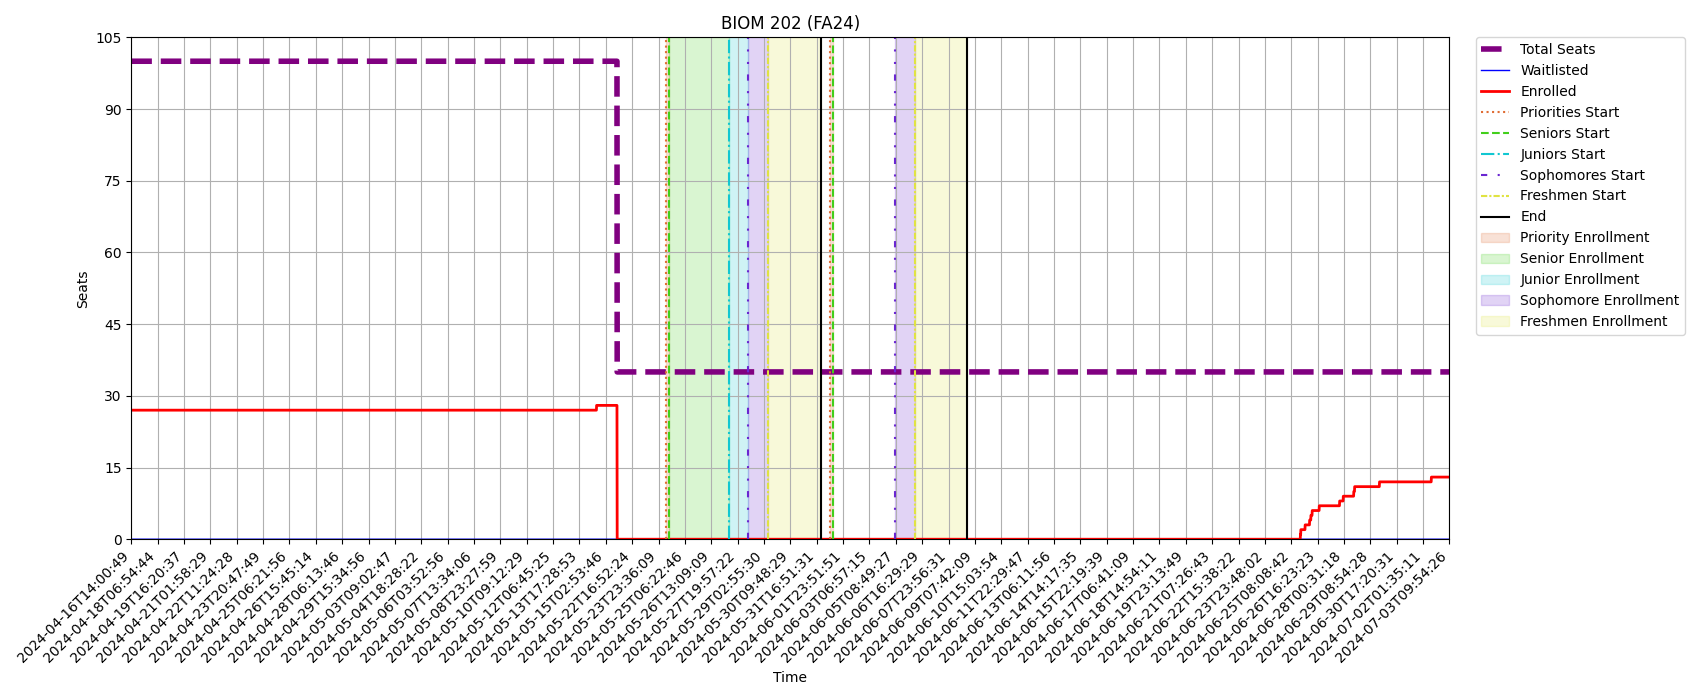 BIOM 202 (FA24)
105
90
75
60
45
30
15
0
Seats
2024-04-16T14:00:49
2024-04-18T06:54:44
2024-04-19T16:20:37
2024-04-21T01:58:29
2024-04-22T11:24:28
2024-04-23T20:47:49
2024-04-25T06:21:56
2024-04-26T15:45:14
2024-04-28T06:13:46
2024-04-29T15:34:56
2024-05-03T09:02:47
2024-05-04T18:28:22
2024-05-06T03:52:56
2024-05-07T13:34:06
2024-05-08T23:27:59
2024-05-10T09:12:29
2024-05-12T06:45:25
2024-05-13T17:28:53
2024-05-15T02:53:46
2024-05-22T16:52:24
2024-05-23T23:36:09
2024-05-25T06:22:46
2024-05-26T13:09:09
2024-05-27T19:57:22
2024-05-29T02:55:30
2024-05-30T09:48:29
2024-05-31T16:51:31
2024-06-01T23:51:51
2024-06-03T06:57:15
2024-06-05T08:49:27
2024-06-06T16:29:29
2024-06-07T23:56:31
2024-06-09T07:42:09
2024-06-10T15:03:54
2024-06-11T22:29:47
2024-06-13T06:11:56
2024-06-14T14:17:35
2024-06-15T22:19:39
2024-06-17T06:41:09
2024-06-18T14:54:11
2024-06-19T23:13:49
2024-06-21T07:26:43
2024-06-22T15:38:22
2024-06-23T23:48:02
2024-06-25T08:08:42
2024-06-26T16:23:23
2024-06-28T00:31:18
2024-06-29T08:54:28
2024-06-30T17:20:31
2024-07-02T01:35:11
2024-07-03T09:54:26
Time
Total Seats
Waitlisted
Enrolled
Priorities Start
Seniors Start
Juniors Start
Sophomores Start
Freshmen Start
End
Priority Enrollment
Senior Enrollment
Junior Enrollment
Sophomore Enrollment
Freshmen Enrollment